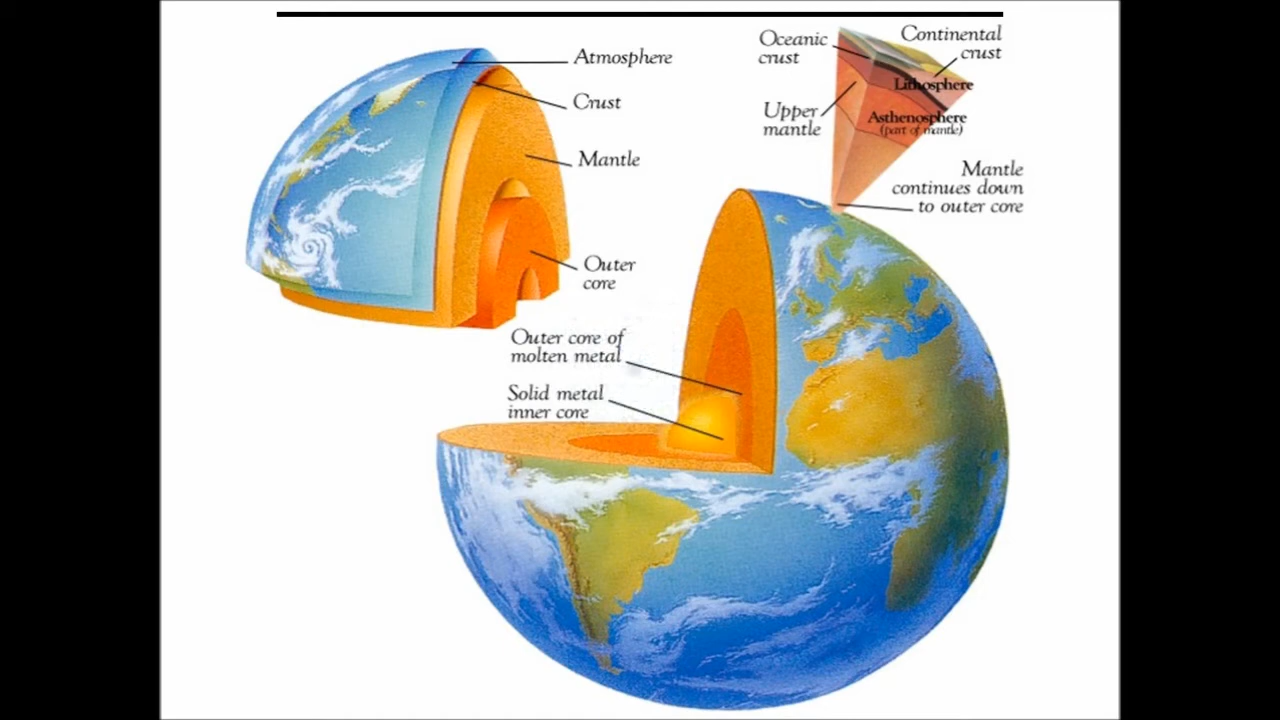 Atmosphere
Crust
Mantle
Outer
core
Oceanic
crust
Continental
crust
Lithosphere
Upper
mantle
Asthenosphere
(part of mantle)
Mantle
continues down
to outer core
Outer core of
molten metal
Solid metal
inner core